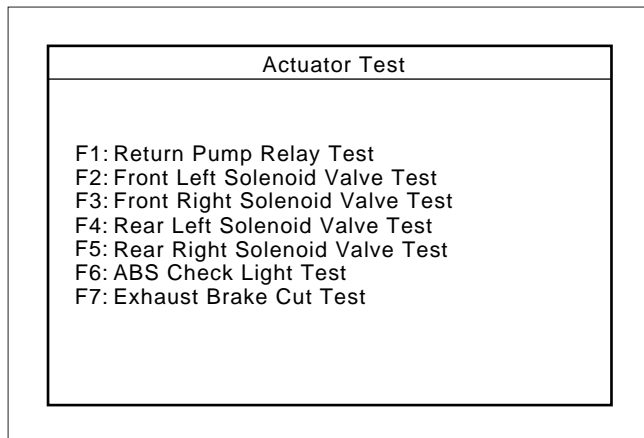 Actuator Test
F1: Return Pump Relay Test
F2: Front Left Solenoid Valve Test
F3: Front Right Solenoid Valve Test
F4: Rear Left Solenoid Valve Test
F5: Rear Right Solenoid Valve Test
F6: ABS Check Light Test
F7: Exhaust Brake Cut Test